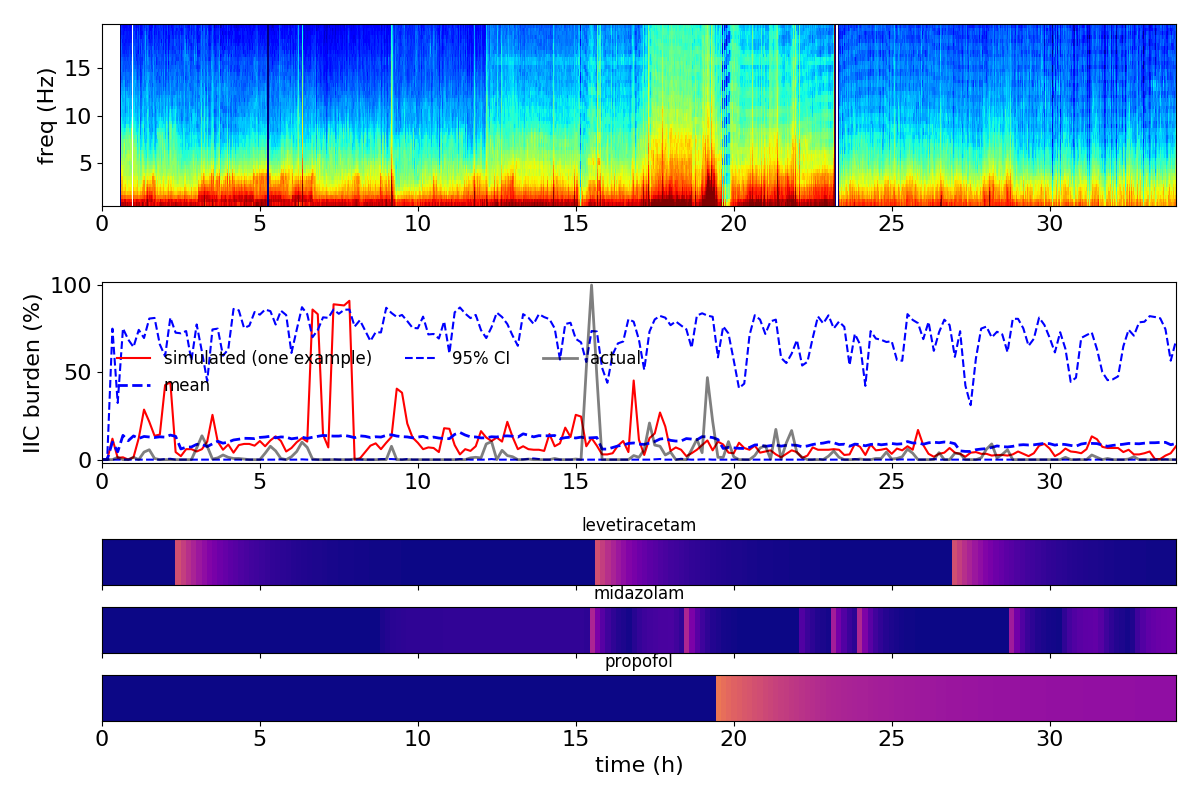 freq (Hz)
15
10
5
0 5 10 15 20 25 30
IIC burden (%)
100
50
0
simulated (one example) 95% CI actual
mean
0 5 10 15 20 25 30
levetiracetam
midazolam
propofol
0 5 10 15 20 25 30
time (h)